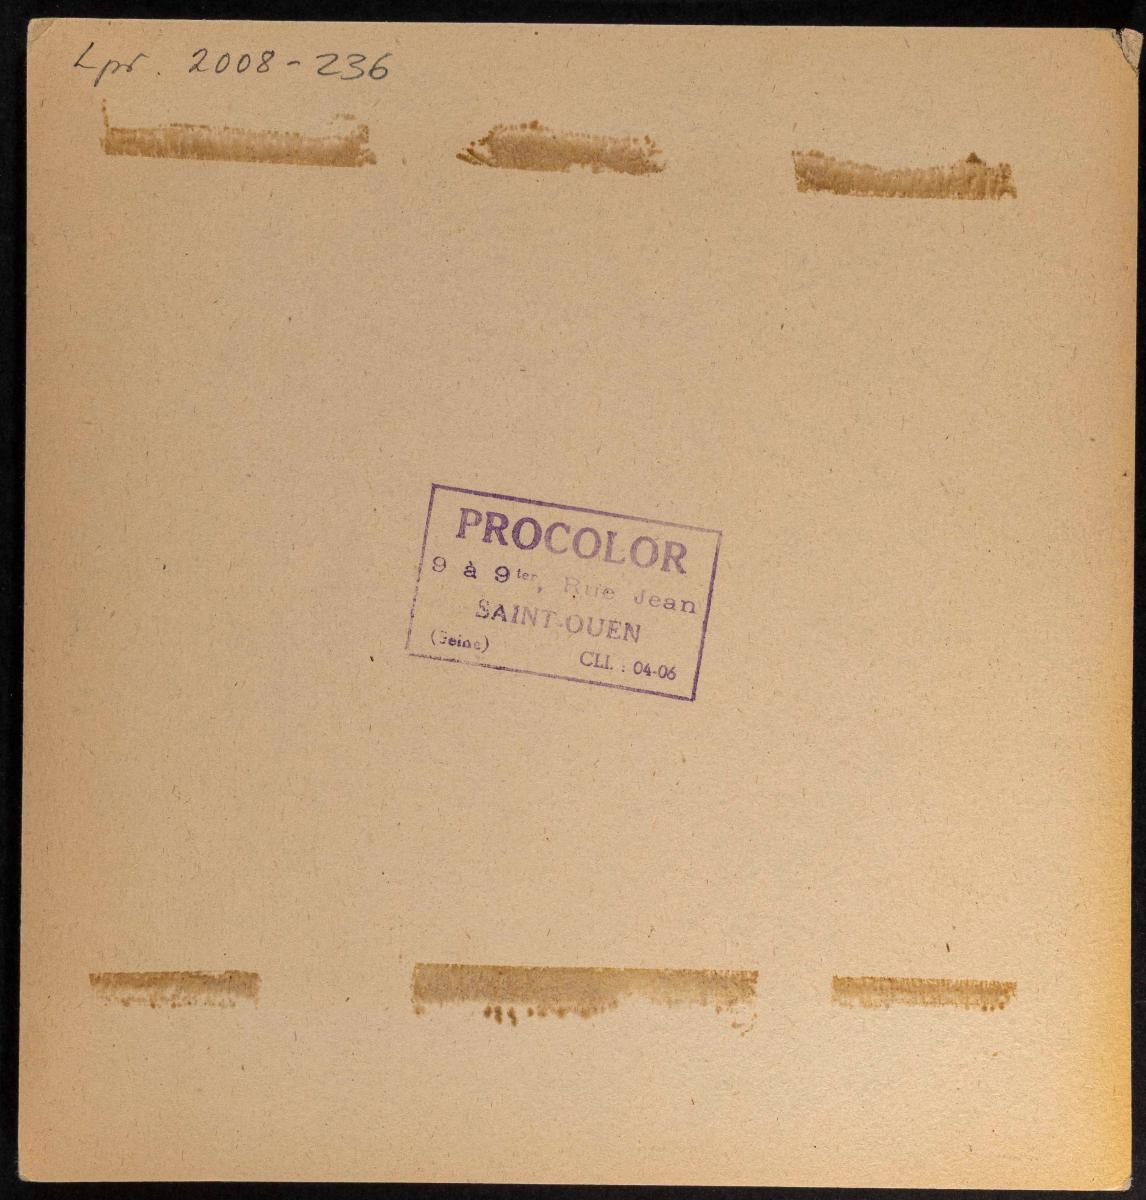 Lpr. 2008-236
PROCOLOR
9 à 9ter, Rue Jean
SAINT-OUEN
(Seine) CLI. : 04-06